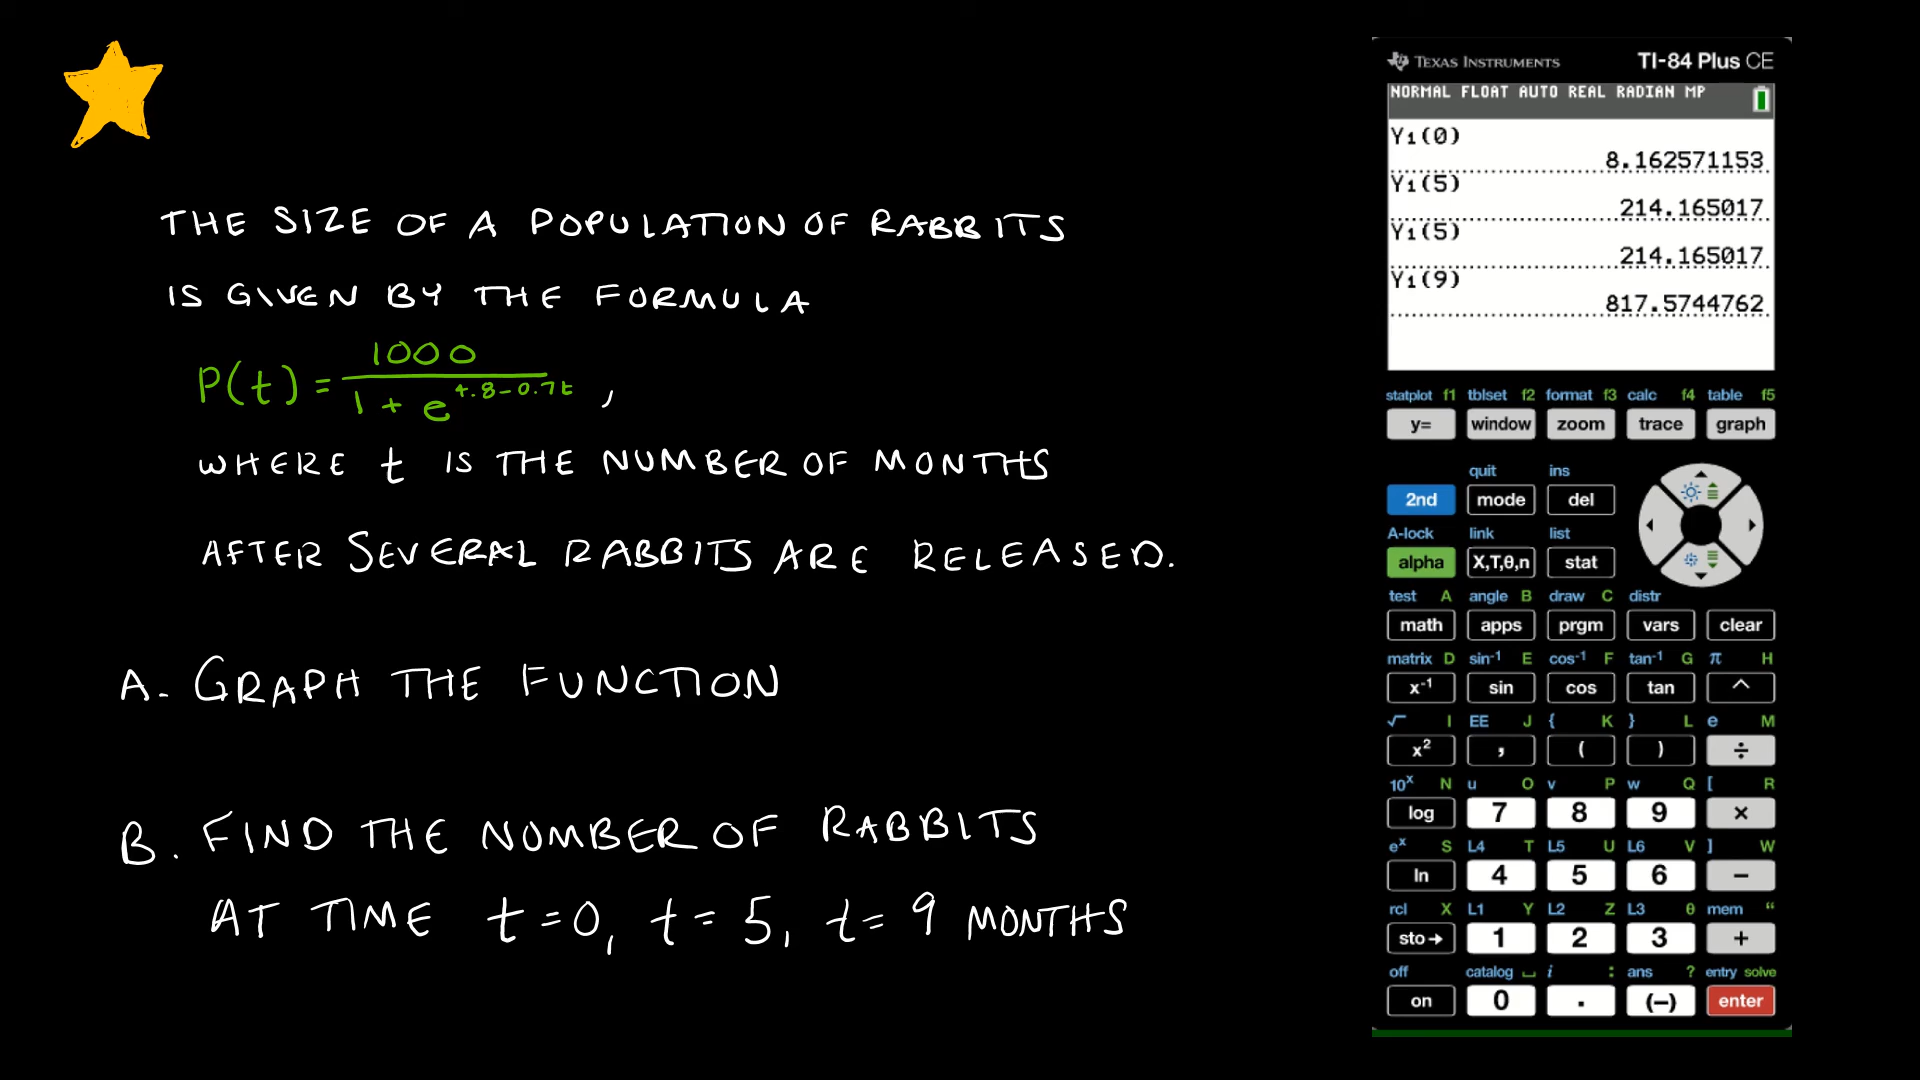 THE SIZE OF A POPULATION OF RABBITS
IS GIVEN BY THE FORMULA
P(t) = 1000 / (1 + e^(4.8-0.7t)),
WHERE t IS THE NUMBER OF MONTHS
AFTER SEVERAL RABBITS ARE RELEASED.
A. GRAPH THE FUNCTION
B. FIND THE NUMBER OF RABBITS
AT TIME t=0, t=5, t=9 MONTHS
TEXAS INSTRUMENTS TI-84 Plus CE
NORMAL FLOAT AUTO REAL RADIAN MP
Y₁(0)
8.162571153
Y₁(5)
214.165017
Y₁(5)
214.165017
Y₁(9)
817.5744762
statplot f1 tblset f2 format f3 calc f4 table f5
y= window zoom trace graph
quit ins
2nd mode del
A-lock link list
alpha X,T,θ,n stat
test A angle B draw C distr
math apps prgm vars clear
matrix D sin⁻¹ E cos⁻¹ F tan⁻¹ G π H
x⁻¹ sin cos tan ^
√ I EE J { K } L e M
x² , ( ) ÷
10ˣ N u O v P w Q [ R
log 7 8 9 ×
eˣ S L4 T L5 U L6 V ] W
ln 4 5 6 −
rcl X L1 Y L2 Z L3 θ mem “
sto→ 1 2 3 +
off catalog ⎵ i : ans ? entry solve
on 0 . (−) enter